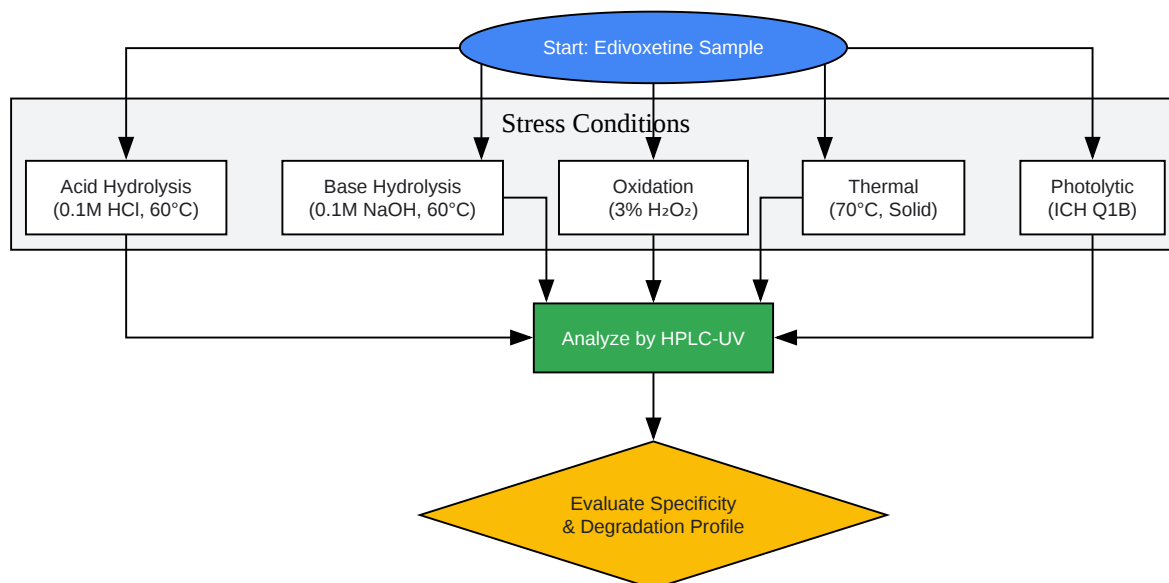 Start: Edivoxetine Sample
Stress Conditions
Acid Hydrolysis
(0.1M HCl, 60°C)
Base Hydrolysis
(0.1M NaOH, 60°C)
Oxidation
(3% H₂O₂)
Thermal
(70°C, Solid)
Photolytic
(ICH Q1B)
Analyze by HPLC-UV
Evaluate Specificity
& Degradation Profile